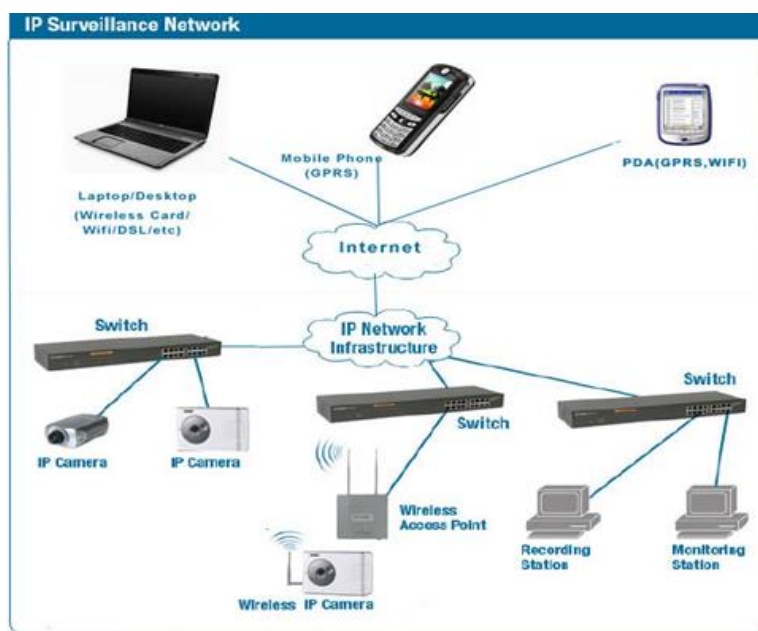 IP Surveillance Network
Mobile Phone
(GPRS)
PDA(GPRS,WIFI)
Laptop/Desktop
(Wireless Card/
Wifi/DSL/etc)
Internet
IP Network
Infrastructure
Switch
Switch
Switch
IP Camera
IP Camera
Wireless
Access Point
Wireless IP Camera
Recording
Station
Monitoring
Station